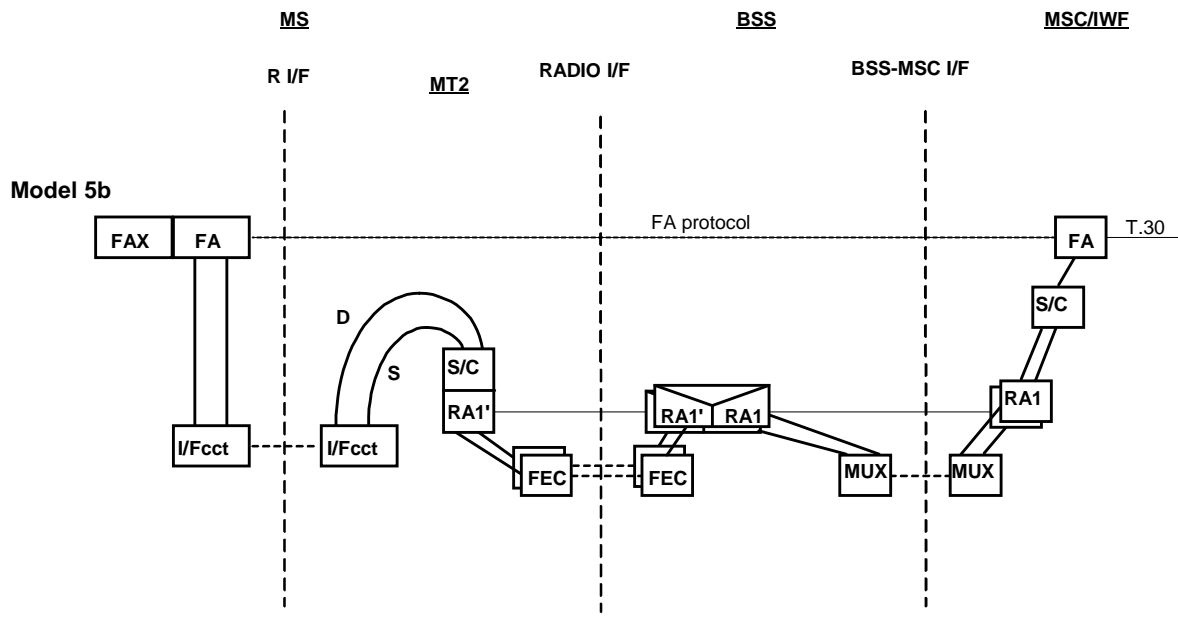 MS
BSS
MSC/IWF
R I/F
MT2
RADIO I/F
BSS-MSC I/F
Model 5b
FAX
FA
FA protocol
FA
T.30
S/C
D
S
S/C
RA1'
RA1'
RA1
RA1
I/Fcct
I/Fcct
FEC
FEC
MUX
MUX